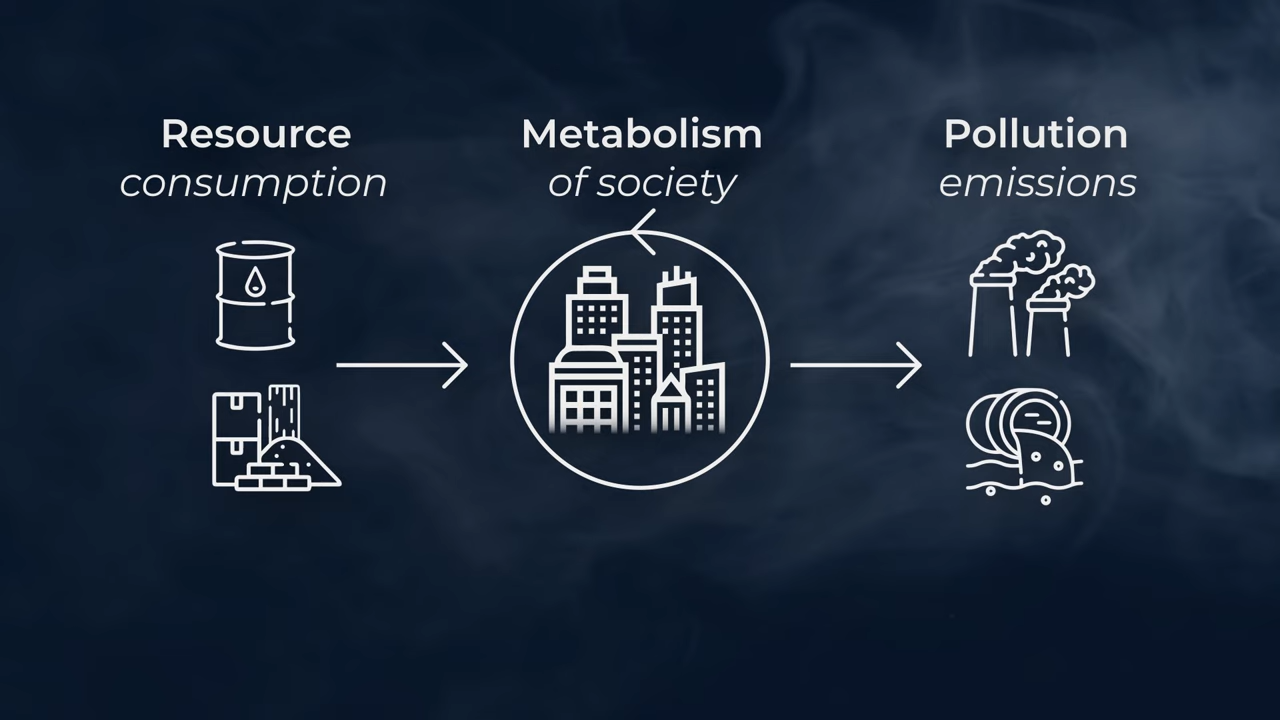 Resource
consumption
Metabolism
of society
Pollution
emissions